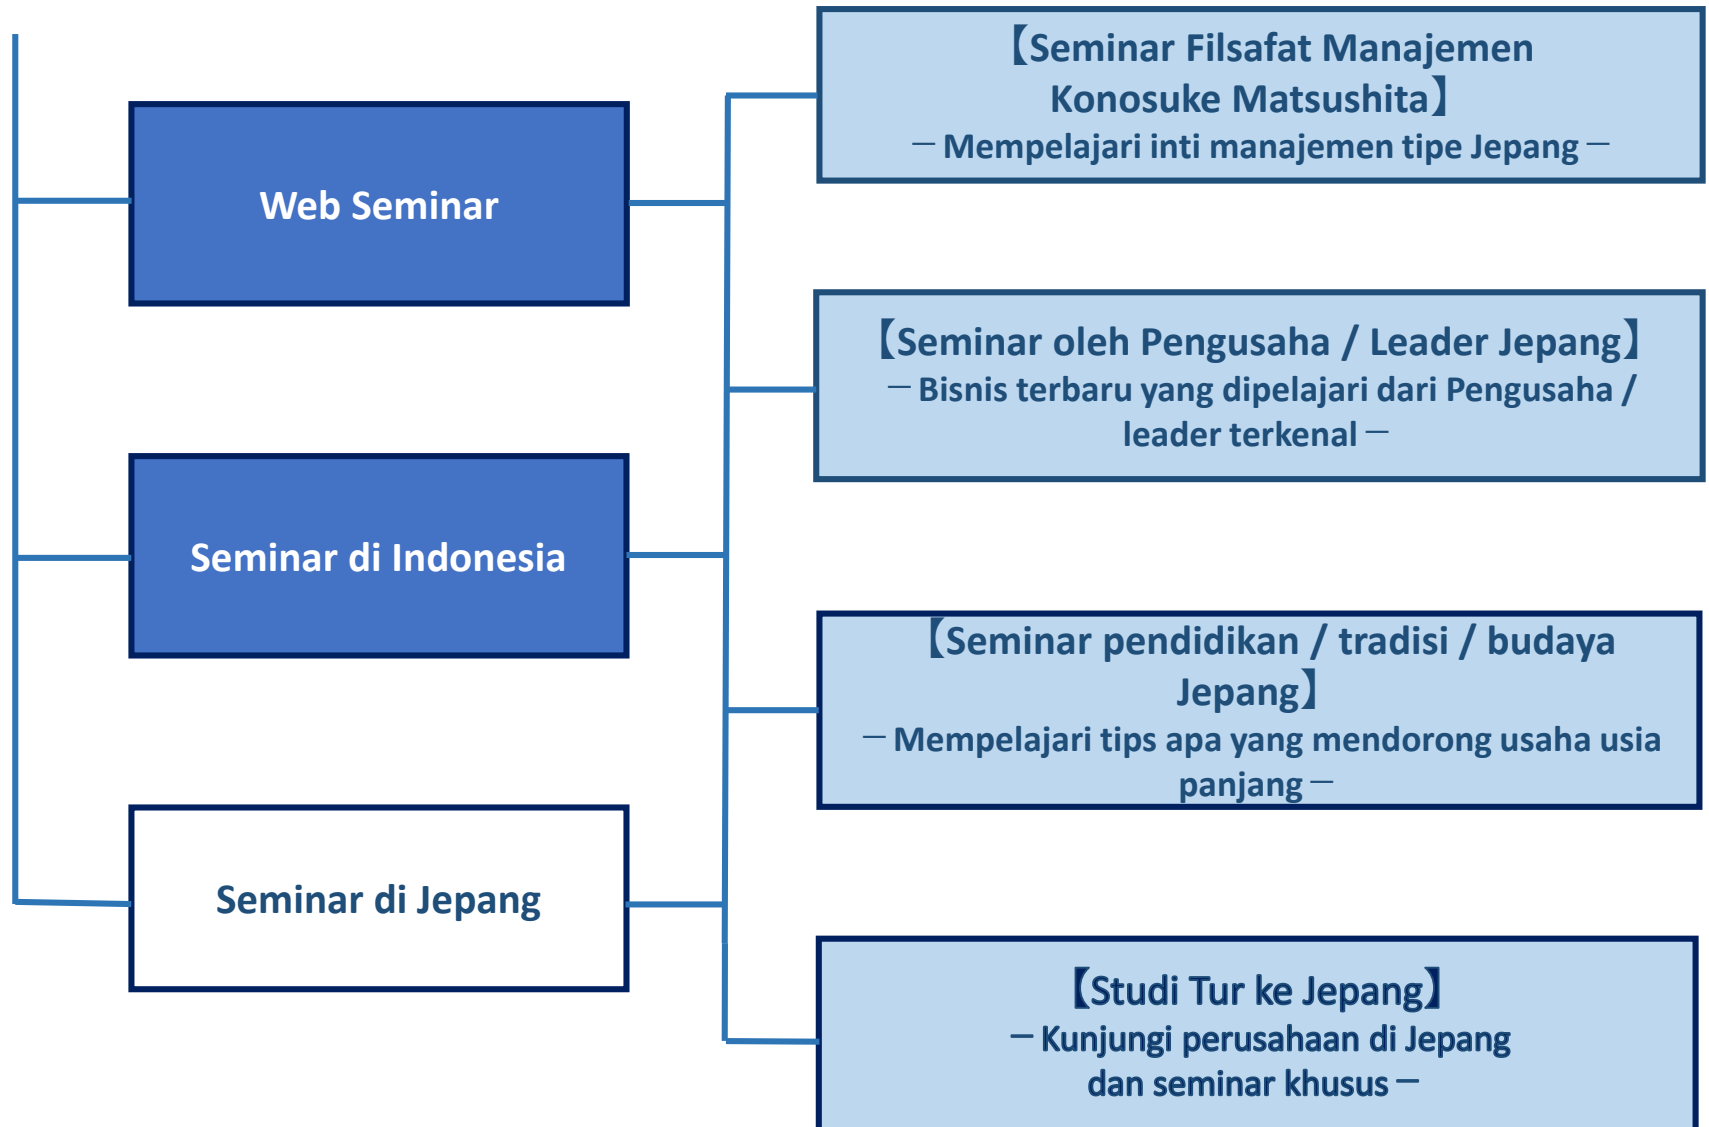 Web Seminar
Seminar di Indonesia
Seminar di Jepang
【Seminar Filsafat Manajemen
Konosuke Matsushita】
― Mempelajari inti manajemen tipe Jepang ―
【Seminar oleh Pengusaha / Leader Jepang】
― Bisnis terbaru yang dipelajari dari Pengusaha /
leader terkenal ―
【Seminar pendidikan / tradisi / budaya
Jepang】
― Mempelajari tips apa yang mendorong usaha usia
panjang ―
【Studi Tur ke Jepang】
― Kunjungi perusahaan di Jepang
dan seminar khusus ―